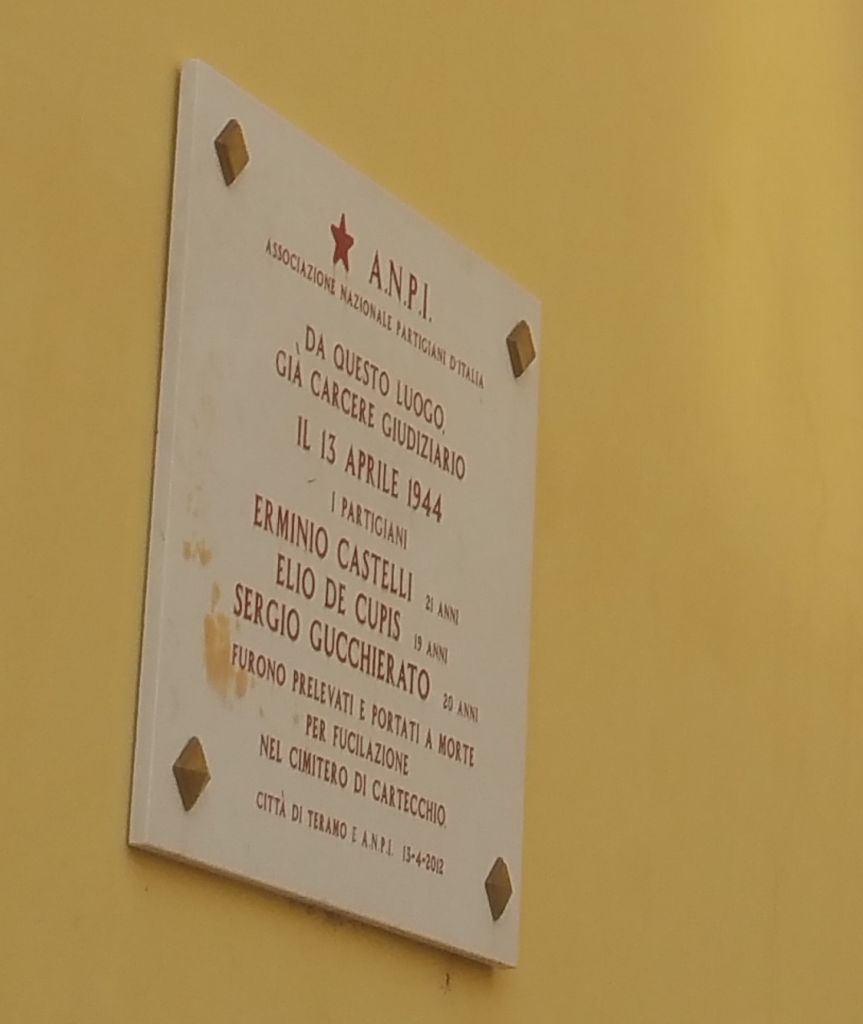 A.N.P.I.
ASSOCIAZIONE NAZIONALE PARTIGIANI D'ITALIA
DA QUESTO LUOGO,
GIÀ CARCERE GIUDIZIARIO
IL 13 APRILE 1944
I PARTIGIANI
ERMINIO CASTELLI 21 ANNI
ELIO DE CUPIS 19 ANNI
SERGIO GUCCHIERATO 20 ANNI
FURONO PRELEVATI E PORTATI A MORTE
PER FUCILAZIONE
NEL CIMITERO DI CARTECCHIO.
CITTÀ DI TERAMO E A.N.P.I. 13-4-2012